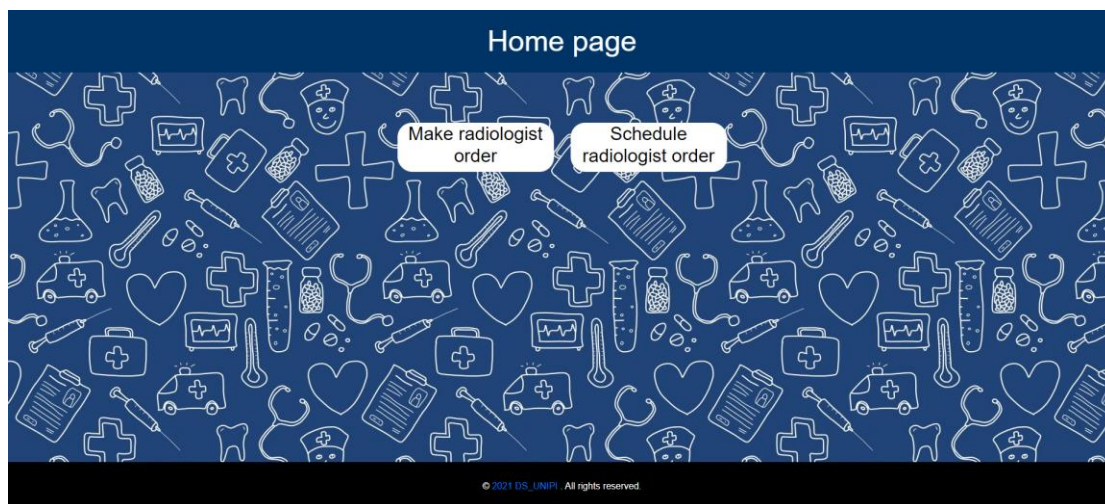 Home page
Make radiologist
order
Schedule
radiologist order
© 2021 DS_UNIPI . All rights reserved.